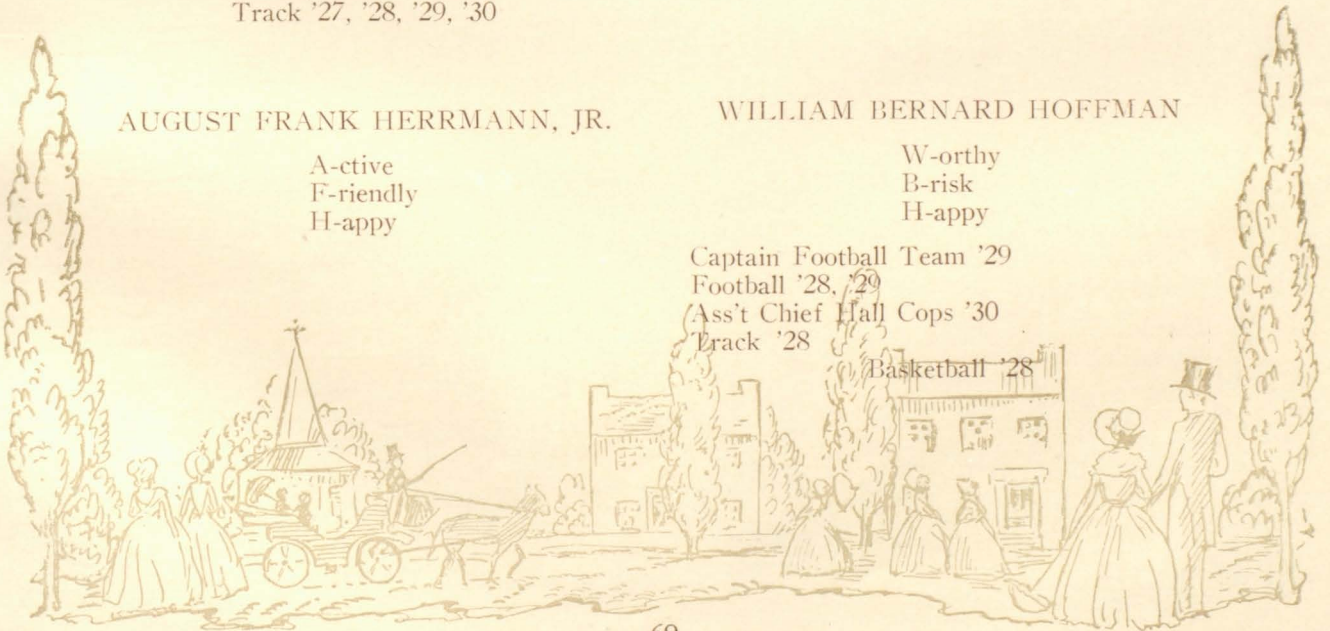 Track '27, '28, '29, '30
AUGUST FRANK HERRMANN, JR.
A-ctive
F-riendly
H-appy
WILLIAM BERNARD HOFFMAN
W-orthy
B-risk
H-appy
Captain Football Team '29
Football '28, '29
Ass't Chief Hall Cops '30
Track '28
Basketball '28